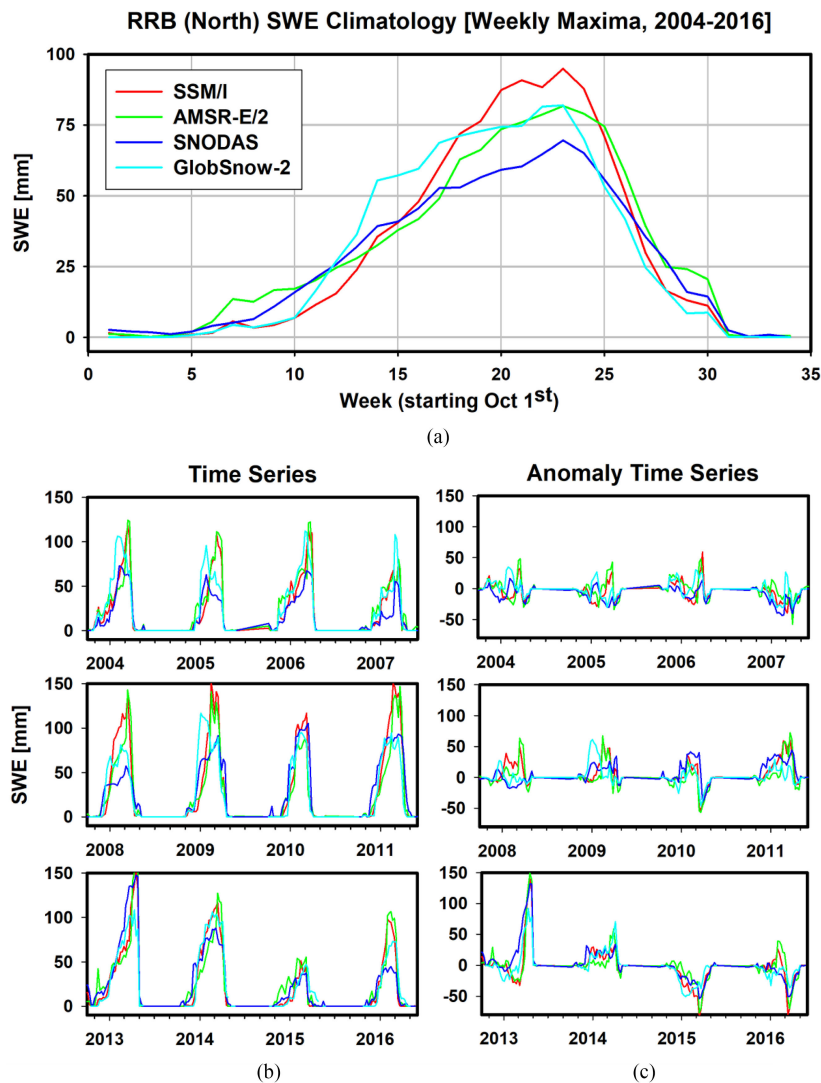 RRB (North) SWE Climatology [Weekly Maxima, 2004-2016]
100
75
50
25
0
SWE [mm]
SSM/I
AMSR-E/2
SNODAS
GlobSnow-2
0 5 10 15 20 25 30 35
Week (starting Oct 1st)
(a)
Time Series
Anomaly Time Series
150
100
50
0
2004 2005 2006 2007
150
100
50
0
-50
2004 2005 2006 2007
SWE [mm]
150
100
50
0
2008 2009 2010 2011
150
100
50
0
-50
2008 2009 2010 2011
150
100
50
0
2013 2014 2015 2016
150
100
50
0
-50
2013 2014 2015 2016
(b)
(c)